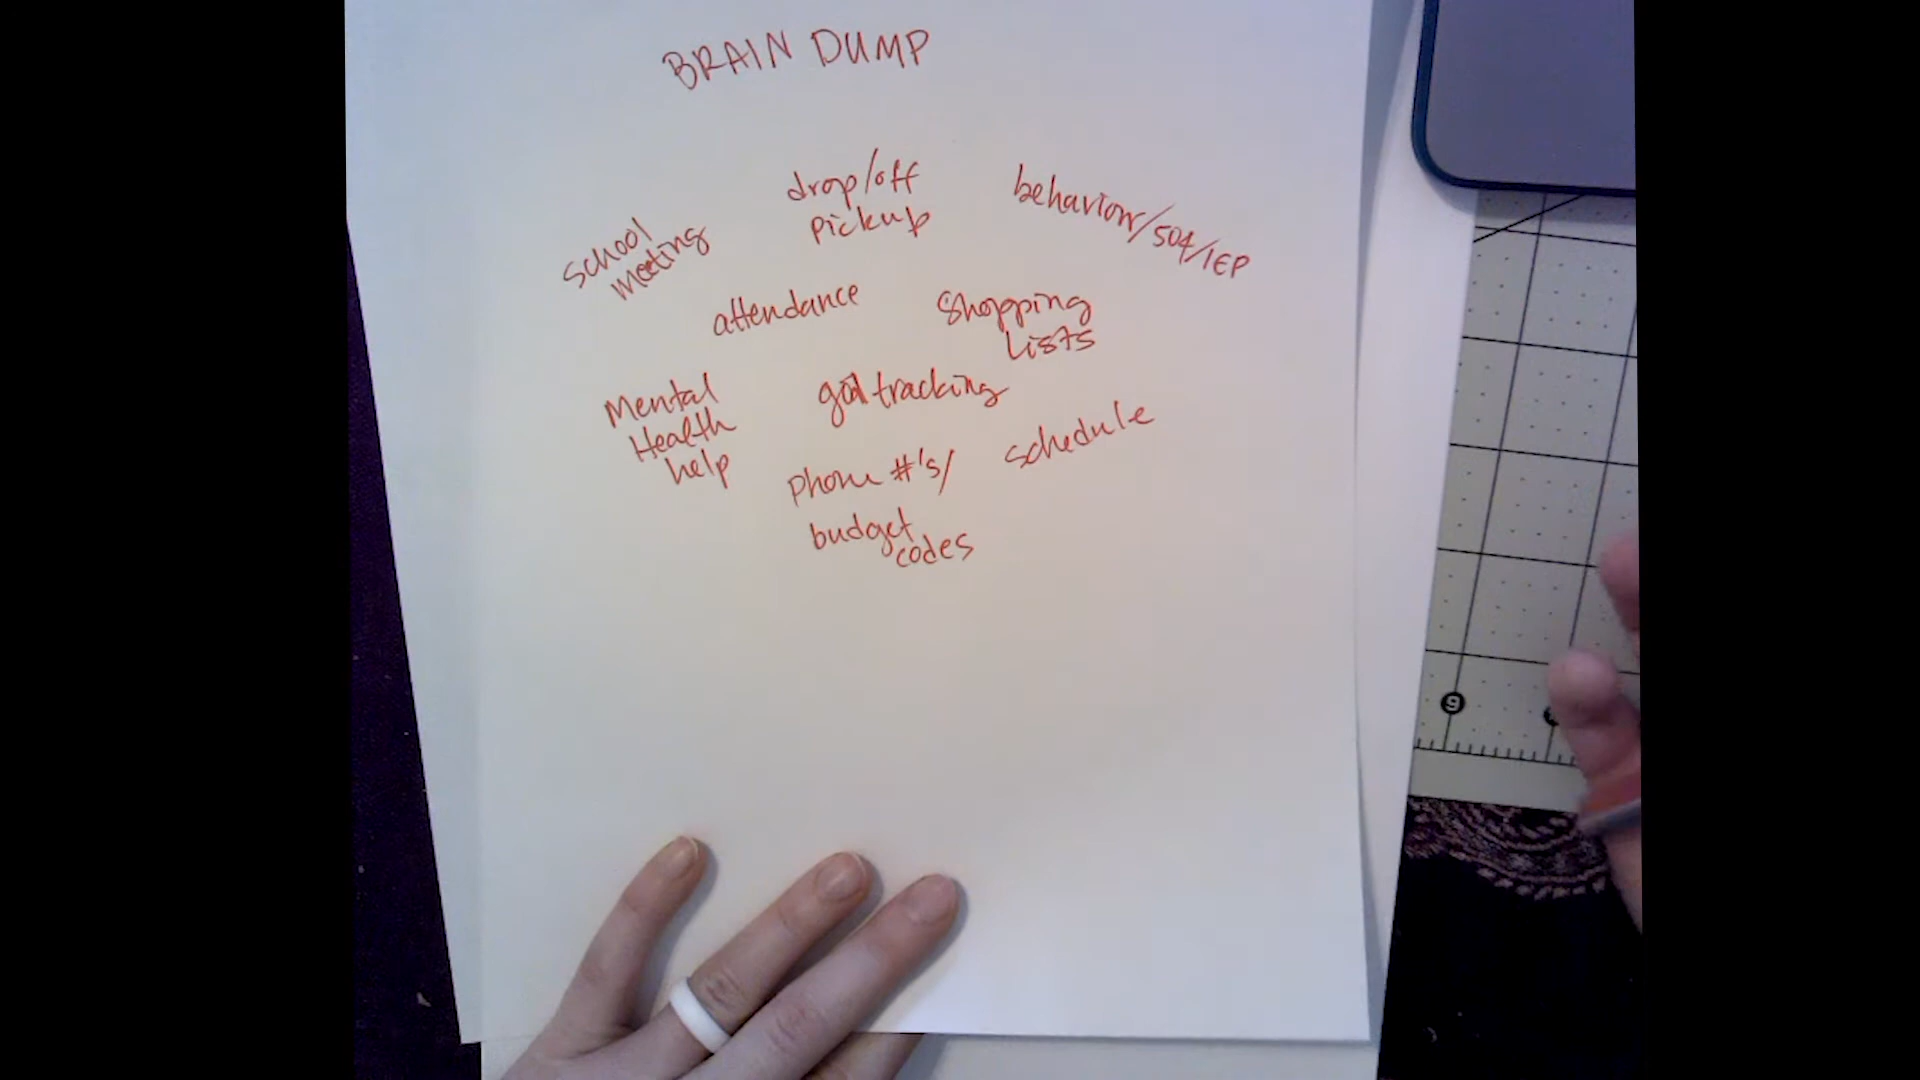 BRAIN DUMP
drop/off
pickup
behavior/504/IEP
school
meeting
attendance
Shopping
Lists
Mental
Health
help
goal tracking
schedule
phone #'s/
budget
codes
9